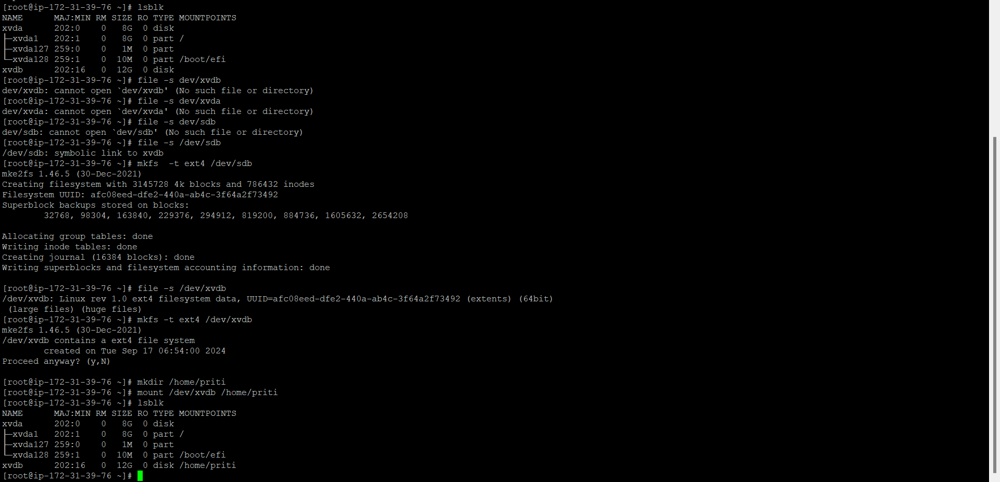 [root@ip-172-31-39-76 ~]# lsblk
NAME      MAJ:MIN RM SIZE RO TYPE MOUNTPOINTS
xvda      202:0    0   8G  0 disk
├─xvda1   202:1    0   8G  0 part /
├─xvda127 259:0    0   1M  0 part
└─xvda128 259:1    0  10M  0 part /boot/efi
xvdb      202:16   0  12G  0 disk
[root@ip-172-31-39-76 ~]# file -s dev/xvdb
dev/xvdb: cannot open `dev/xvdb' (No such file or directory)
[root@ip-172-31-39-76 ~]# file -s dev/xvda
dev/xvda: cannot open `dev/xvda' (No such file or directory)
[root@ip-172-31-39-76 ~]# file -s dev/sdb
dev/sdb: cannot open `dev/sdb' (No such file or directory)
[root@ip-172-31-39-76 ~]# file -s /dev/sdb
/dev/sdb: symbolic link to xvdb
[root@ip-172-31-39-76 ~]# mkfs  -t ext4 /dev/sdb
mke2fs 1.46.5 (30-Dec-2021)
Creating filesystem with 3145728 4k blocks and 786432 inodes
Filesystem UUID: afc08eed-dfe2-440a-ab4c-3f64a2f73492
Superblock backups stored on blocks:
        32768, 98304, 163840, 229376, 294912, 819200, 884736, 1605632, 2654208
Allocating group tables: done
Writing inode tables: done
Creating journal (16384 blocks): done
Writing superblocks and filesystem accounting information: done
[root@ip-172-31-39-76 ~]# file -s /dev/xvdb
/dev/xvdb: Linux rev 1.0 ext4 filesystem data, UUID=afc08eed-dfe2-440a-ab4c-3f64a2f73492 (extents) (64bit)
 (large files) (huge files)
[root@ip-172-31-39-76 ~]# mkfs -t ext4 /dev/xvdb
mke2fs 1.46.5 (30-Dec-2021)
/dev/xvdb contains a ext4 file system
        created on Tue Sep 17 06:54:00 2024
Proceed anyway? (y,N)
[root@ip-172-31-39-76 ~]# mkdir /home/priti
[root@ip-172-31-39-76 ~]# mount /dev/xvdb /home/priti
[root@ip-172-31-39-76 ~]# lsblk
NAME      MAJ:MIN RM SIZE RO TYPE MOUNTPOINTS
xvda      202:0    0   8G  0 disk
├─xvda1   202:1    0   8G  0 part /
├─xvda127 259:0    0   1M  0 part
└─xvda128 259:1    0  10M  0 part /boot/efi
xvdb      202:16   0  12G  0 disk /home/priti
[root@ip-172-31-39-76 ~]#